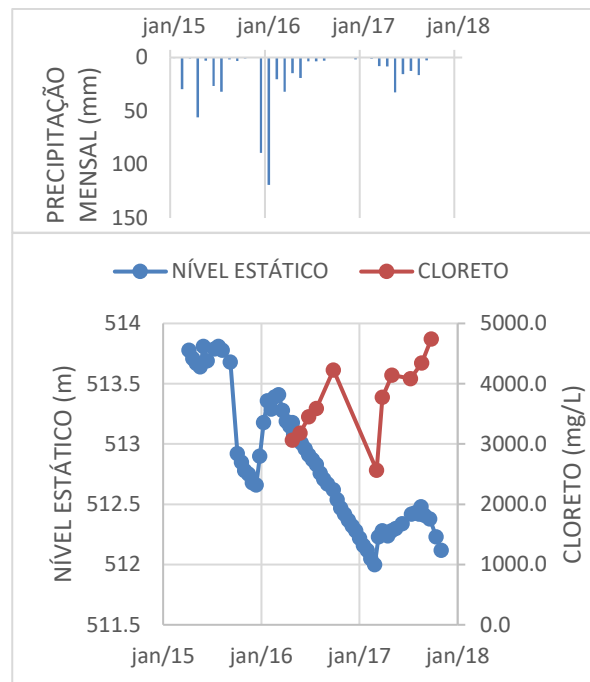 jan/15 jan/16 jan/17 jan/18
0
50
100
150
PRECIPITAÇÃO
MENSAL (mm)
NÍVEL ESTÁTICO CLORETO
514 5000.0
513.5 4000.0
513 3000.0
512.5 2000.0
512 1000.0
511.5 0.0
NÍVEL ESTÁTICO (m)
CLORETO (mg/L)
jan/15 jan/16 jan/17 jan/18